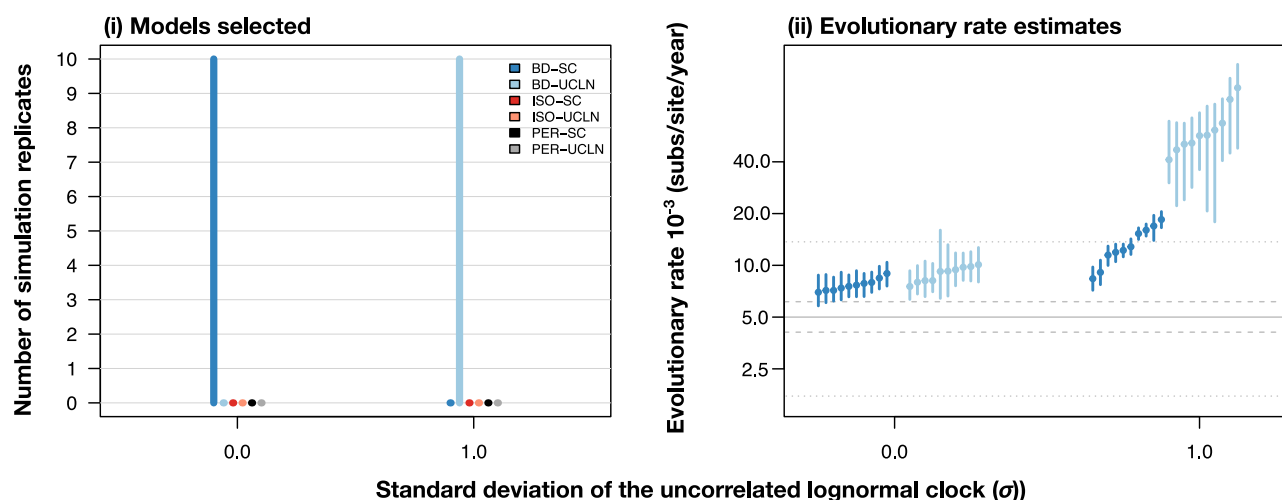 (i) Models selected
Number of simulation replicates
10
9
8
7
6
5
4
3
2
1
0
BD−SC
BD−UCLN
ISO−SC
ISO−UCLN
PER−SC
PER−UCLN
0.0
1.0
(ii) Evolutionary rate estimates
Evolutionary rate 10⁻³ (subs/site/year)
40.0
20.0
10.0
5.0
2.5
0.0
1.0
Standard deviation of the uncorrelated lognormal clock (σ))